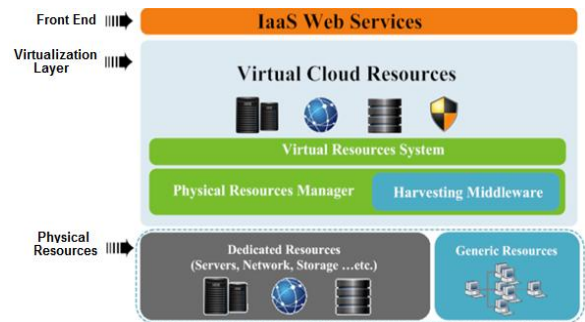 Front End
IaaS Web Services
Virtualization
Layer
Virtual Cloud Resources
Virtual Resources System
Physical Resources Manager
Harvesting Middleware
Physical
Resources
Dedicated Resources
(Servers, Network, Storage ...etc.)
Generic Resources